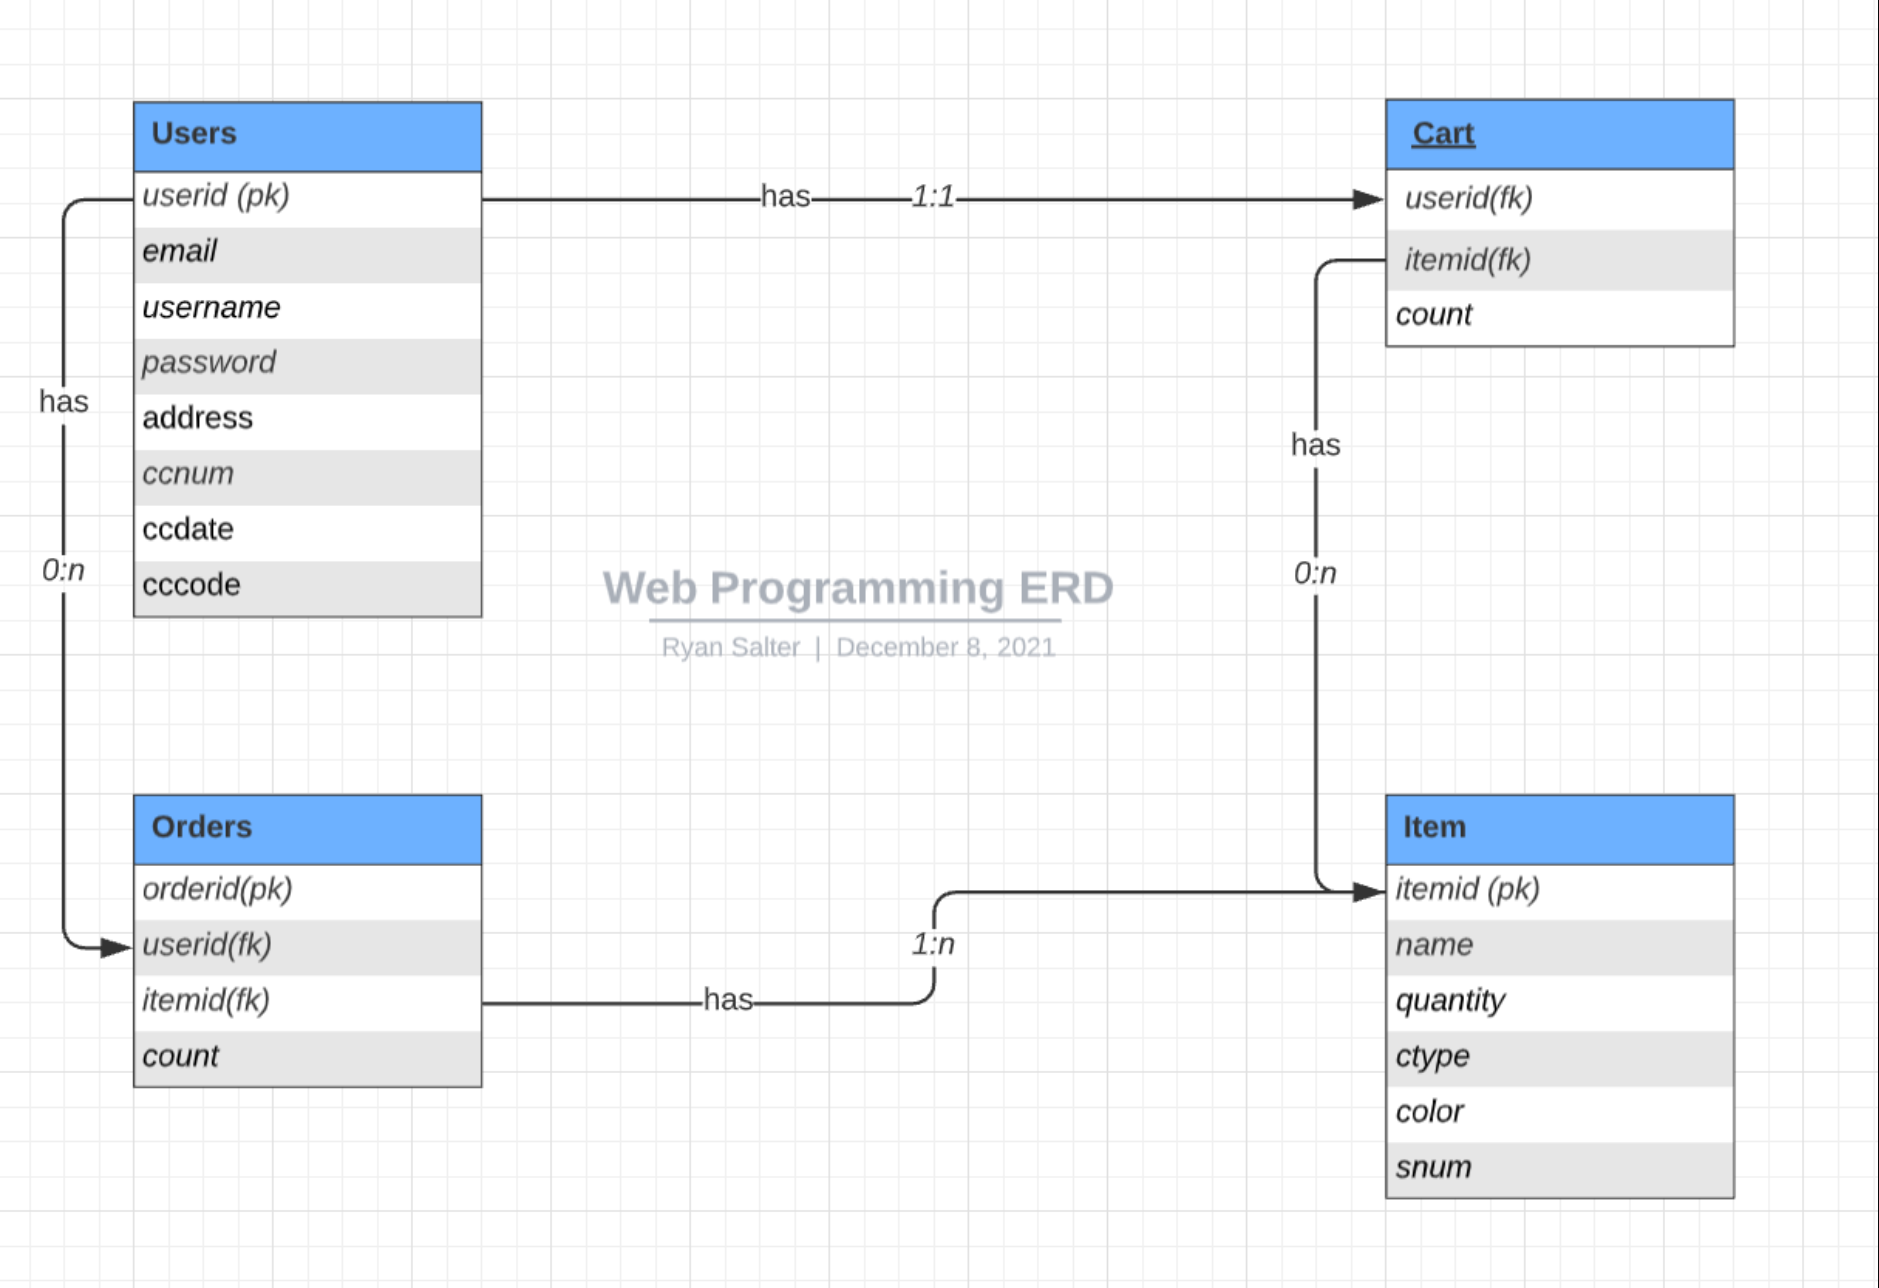 Users
userid (pk)
email
username
password
address
ccnum
ccdate
cccode
has
1:1
Cart
userid(fk)
itemid(fk)
count
has
0:n
has
0:n
Web Programming ERD
Ryan Salter | December 8, 2021
Orders
orderid(pk)
userid(fk)
itemid(fk)
count
has
1:n
Item
itemid (pk)
name
quantity
ctype
color
snum